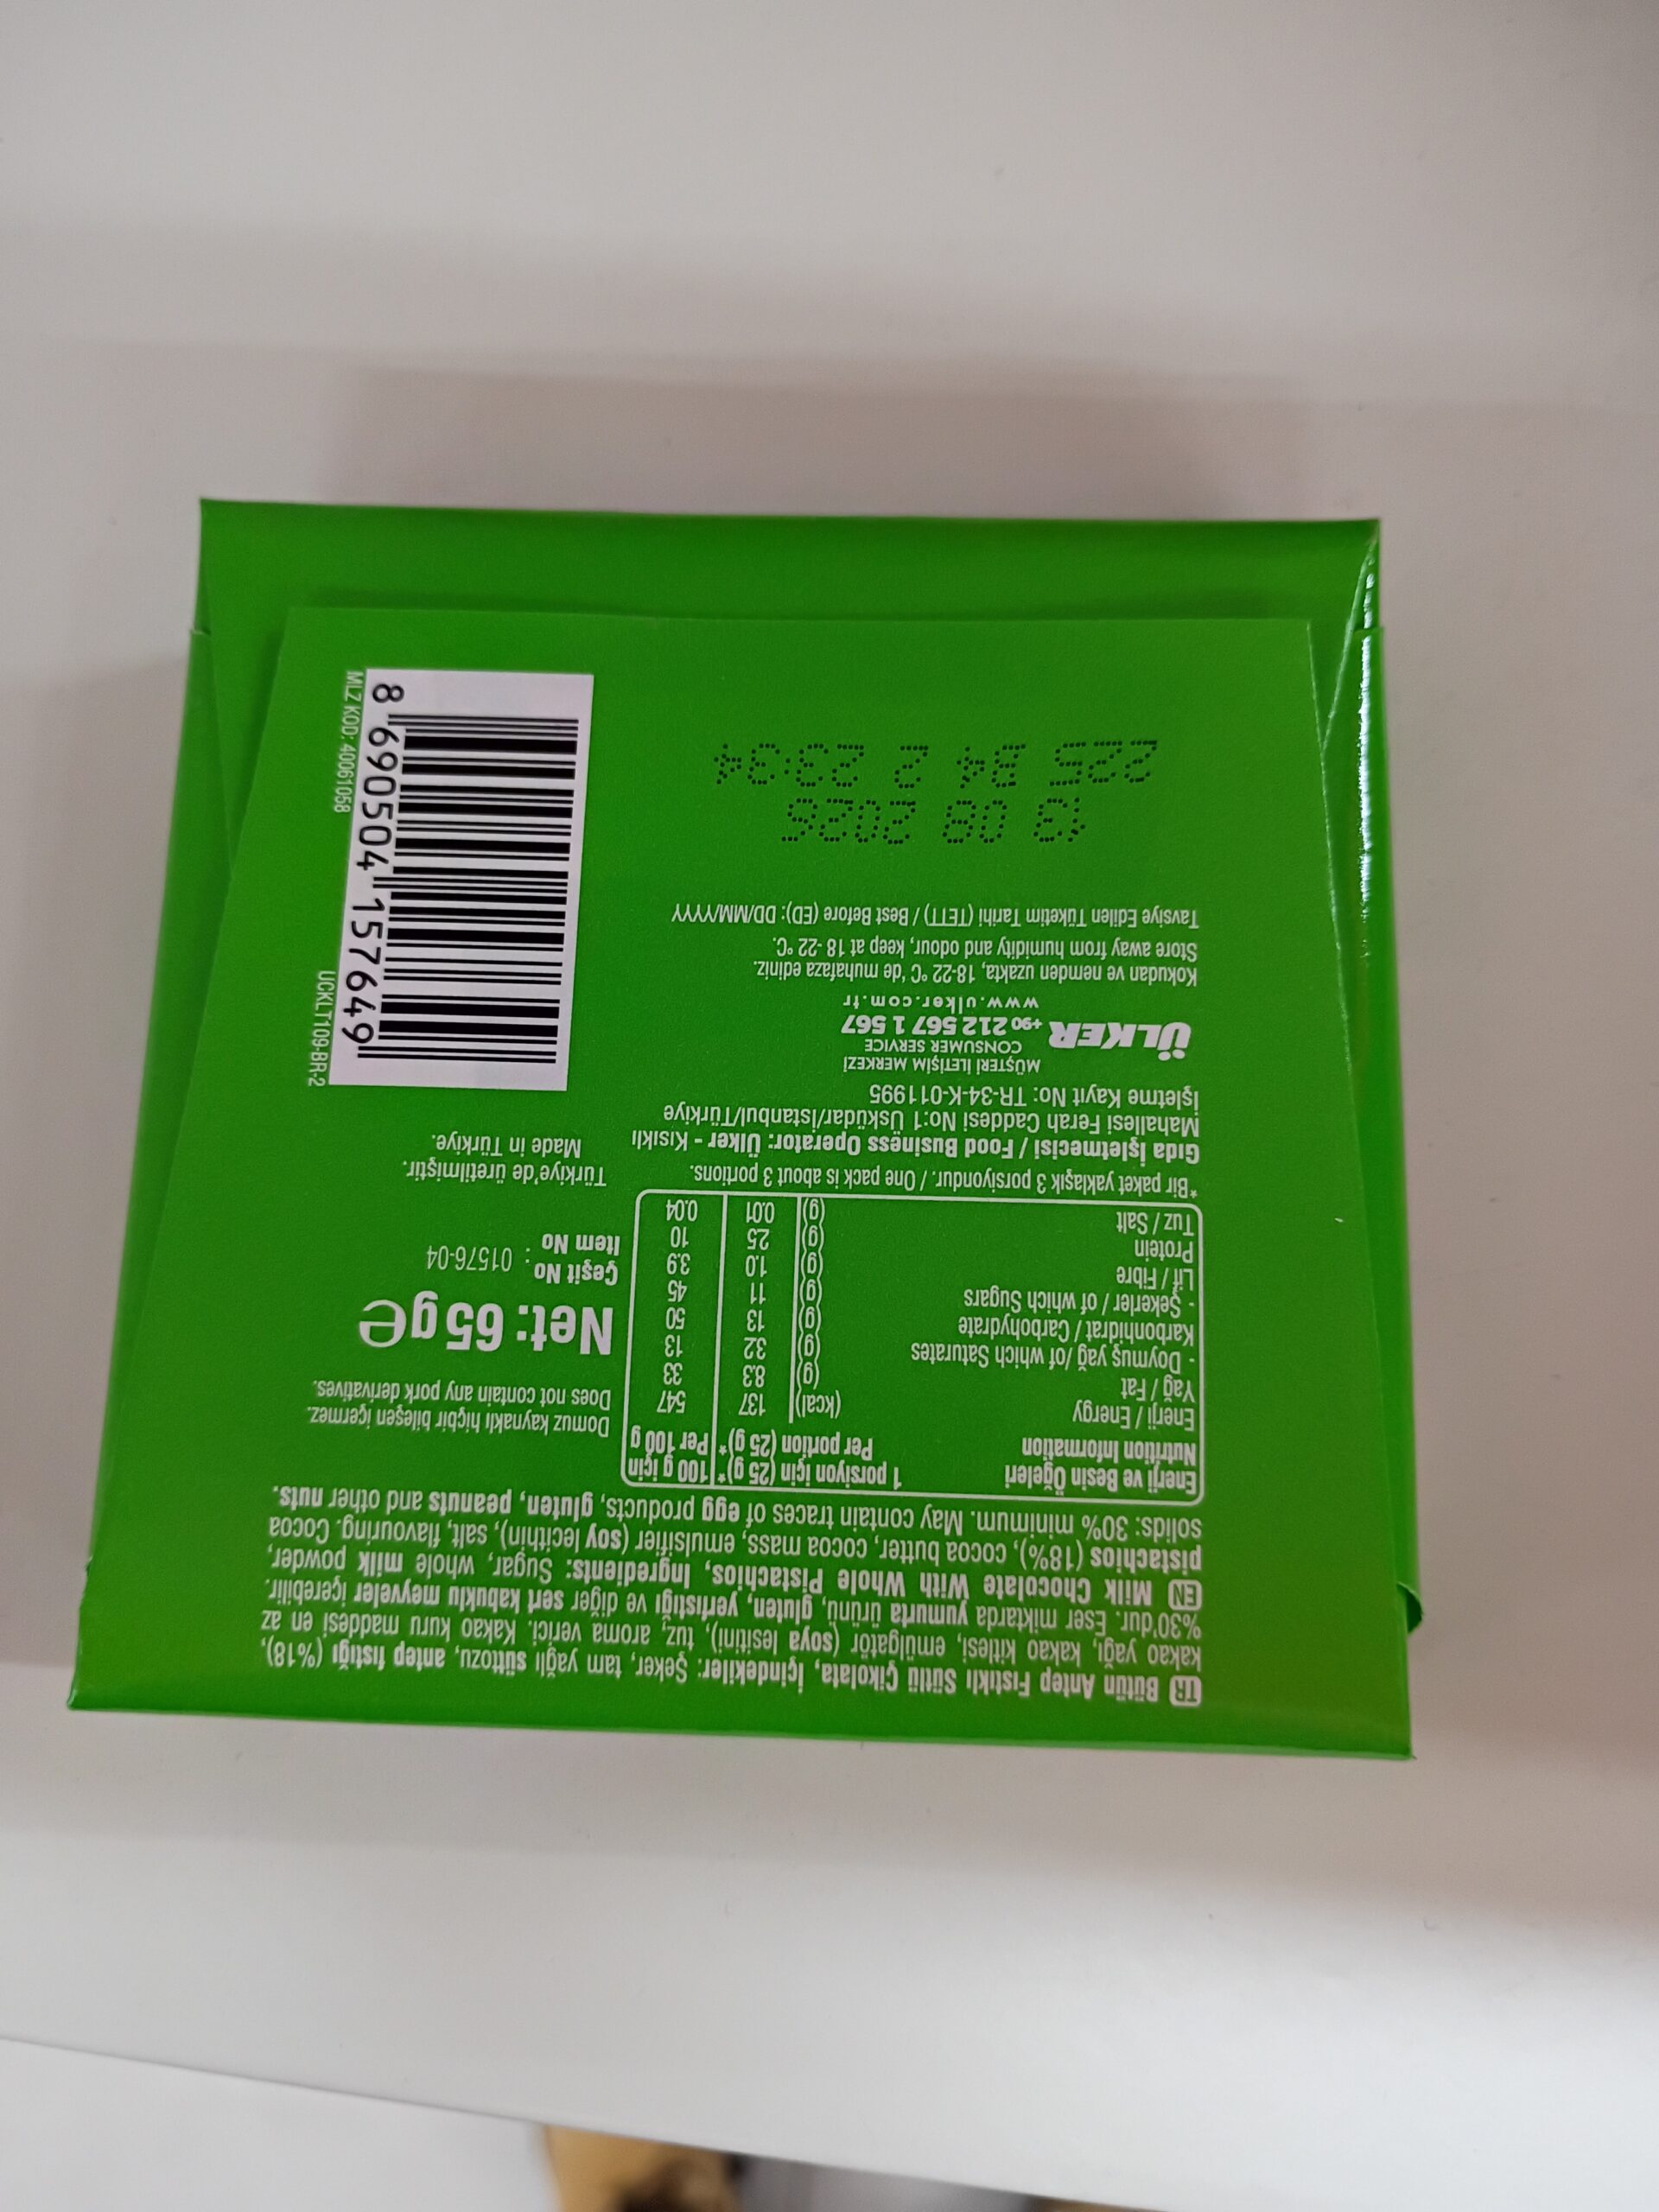 TR Bütün Antep Fıstıklı Sütlü Çikolata, İçindekiler: Şeker, tam yağlı süttozu, antep fıstığı (%18),
kakao yağı, kakao kitlesi, emülgatör (soya lesitini), tuz, aroma verici. Kakao kuru maddesi en az
%30'dur. Eser miktarda yumurta ürünü, gluten, yerfıstığı ve diğer sert kabuklu meyveler içerebilir.
EN Milk Chocolate With Whole Pistachios, Ingredients: Sugar, whole milk powder,
pistachios (18%), cocoa butter, cocoa mass, emulsifier (soy lecithin), salt, flavouring. Cocoa
solids: 30% minimum. May contain traces of egg products, gluten, peanuts and other nuts.
Enerji ve Besin Öğeleri 1 porsiyon için (25 g)* 100 g için
Nutrition Information Per portion (25 g)* Per 100 g
Enerji / Energy (kcal) 137 547
Yağ / Fat (g) 8.3 33
- Doymuş yağ /of which Saturates (g) 32 13
Karbonhidrat / Carbohydrate (g) 13 50
- Şekerler / of which Sugars (g) 11 45
Lif / Fibre (g) 1.0 3.9
Protein (g) 25 10
Tuz / Salt (g) 0.01 0.04
*Bir paket yaklaşık 3 porsiyondur. / One pack is about 3 portions.
Domuz kaynaklı hiçbir bileşen içermez.
Does not contain any pork derivatives.
Net: 65 g e
Çeşit No
Item No : 01576-04
Türkiye'de üretilmiştir.
Made in Türkiye.
Gıda İşletmecisi / Food Business Operator: Ülker - Kısıklı
Mahallesi Ferah Caddesi No:1 Üsküdar/İstanbul/Türkiye
İşletme Kayıt No: TR-34-K-011995
ÜLKER
MÜŞTERİ İLETİŞİM MERKEZİ
CONSUMER SERVICE
+90 212 567 1 567
www.ulker.com.tr
Kokudan ve nemden uzakta, 18-22 °C 'de muhafaza ediniz.
Store away from humidity and odour, keep at 18 -22 °C.
Tavsiye Edilen Tüketim Tarihi (TETT) / Best Before (ED): DD/MM/YYYY
13 08 2026
225 B4 2 23:34
UCKLT109-BR-2
MLZ KOD: 40061058
8 690504 157649